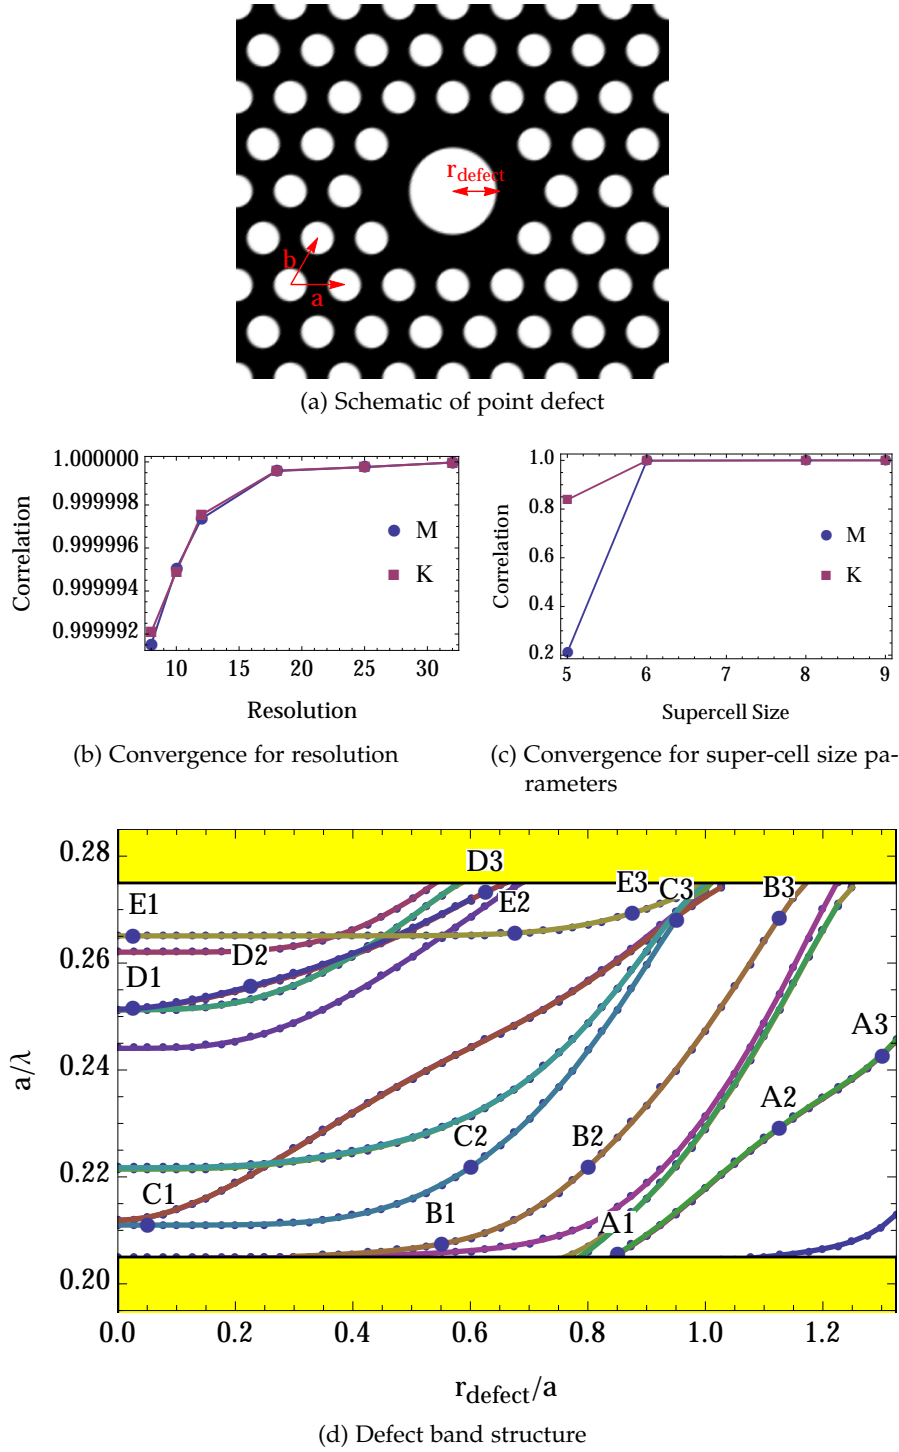 r_defect
b
a
(a) Schematic of point defect
1.000000
0.999998
0.999996
0.999994
0.999992
Correlation
M
K
10 15 20 25 30
Resolution
(b) Convergence for resolution
1.0
0.8
0.6
0.4
0.2
Correlation
M
K
5 6 7 8 9
Supercell Size
(c) Convergence for super-cell size pa-
rameters
0.28
0.26
0.24
0.22
0.20
a/λ
D3
E1
E2
E3
C3
B3
D2
D1
A3
A2
C2
B2
C1
B1
A1
0.0 0.2 0.4 0.6 0.8 1.0 1.2
r_defect/a
(d) Defect band structure